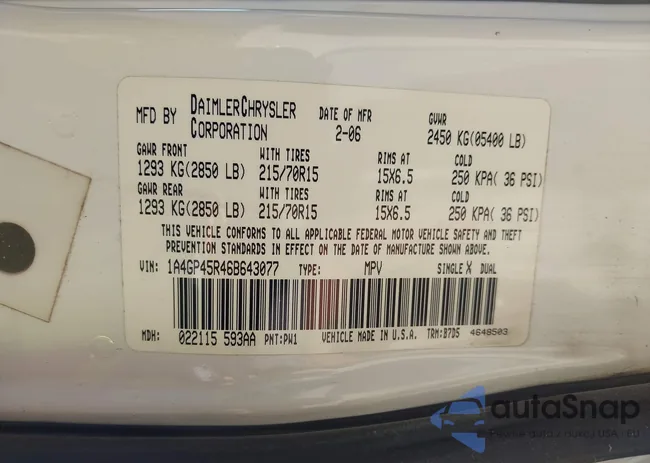 MFD BY DAIMLERCHRYSLER CORPORATION DATE OF MFR 2-06 GVWR 2450 KG(05400 LB)
GAWR FRONT WITH TIRES RIMS AT COLD
1293 KG(2850 LB) 215/70R15 15X6.5 250 KPA( 36 PSI)
GAWR REAR WITH TIRES RIMS AT COLD
1293 KG(2850 LB) 215/70R15 15X6.5 250 KPA( 36 PSI)
THIS VEHICLE CONFORMS TO ALL APPLICABLE FEDERAL MOTOR VEHICLE SAFETY AND THEFT
PREVENTION STANDARDS IN EFFECT ON THE DATE OF MANUFACTURE SHOWN ABOVE.
VIN: 1A4GP45R46B643077 TYPE: MPV SINGLE X DUAL
MDH: 022115 593AA PNT:PW1 VEHICLE MADE IN U.S.A. TRM:B7D5 4648503
autoSnap